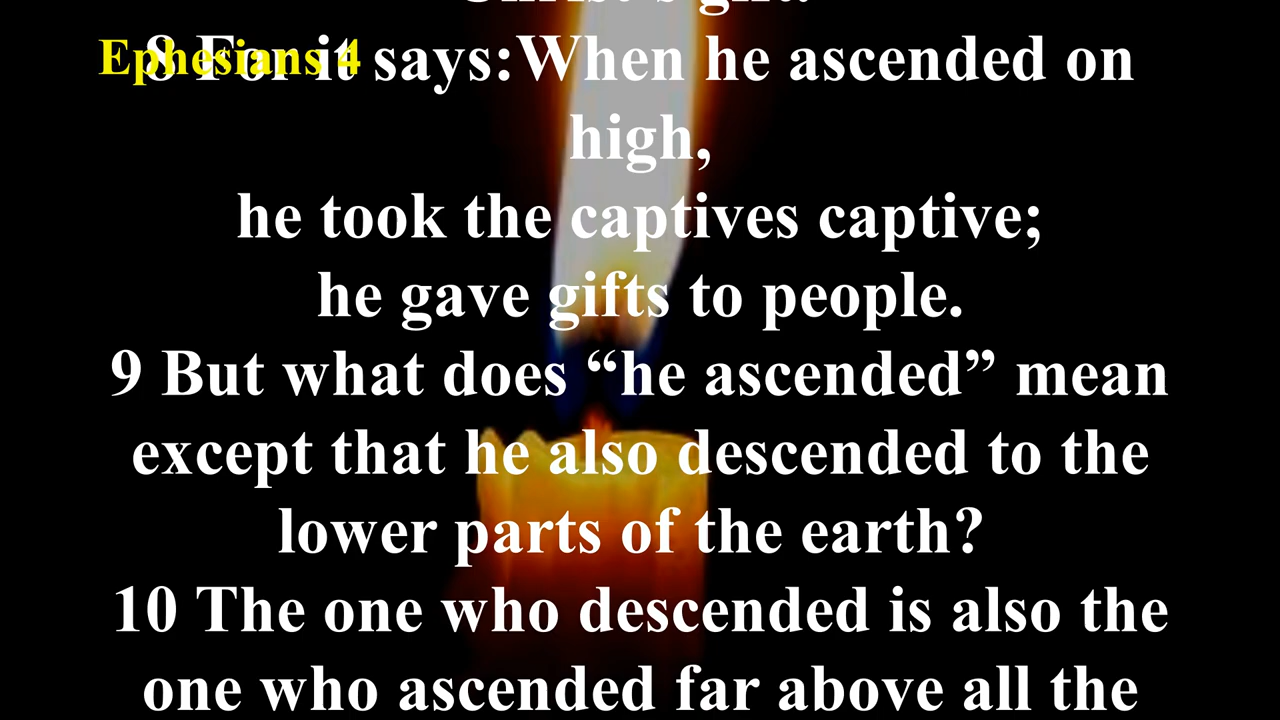 Ephesians 4
8 For it says:When he ascended on
high,
he took the captives captive;
he gave gifts to people.
9 But what does “he ascended” mean
except that he also descended to the
lower parts of the earth?
10 The one who descended is also the
one who ascended far above all the